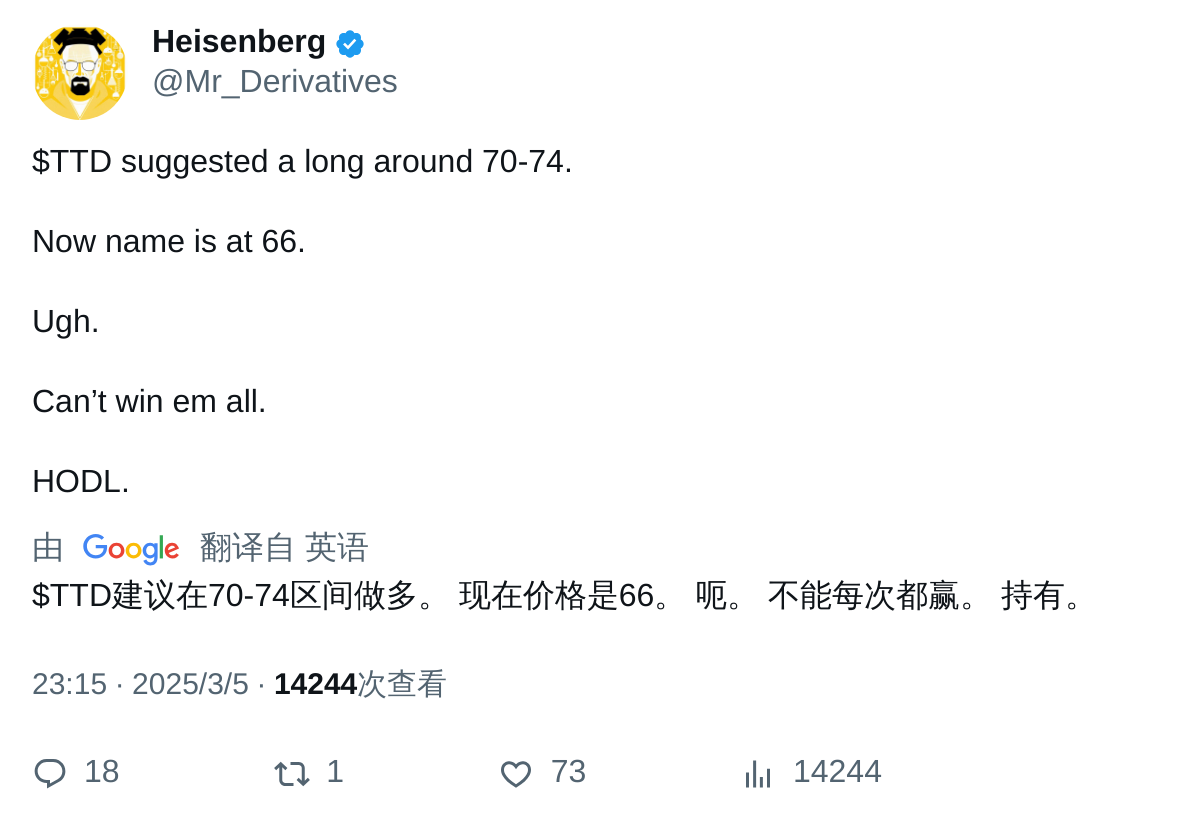 Heisenberg
@Mr_Derivatives
$TTD suggested a long around 70-74.
Now name is at 66.
Ugh.
Can’t win em all.
HODL.
由 Google 翻译自 英语
$TTD建议在70-74区间做多。 现在价格是66。 呃。 不能每次都赢。 持有。
23:15 · 2025/3/5 · 14244次查看
18 1 73 14244